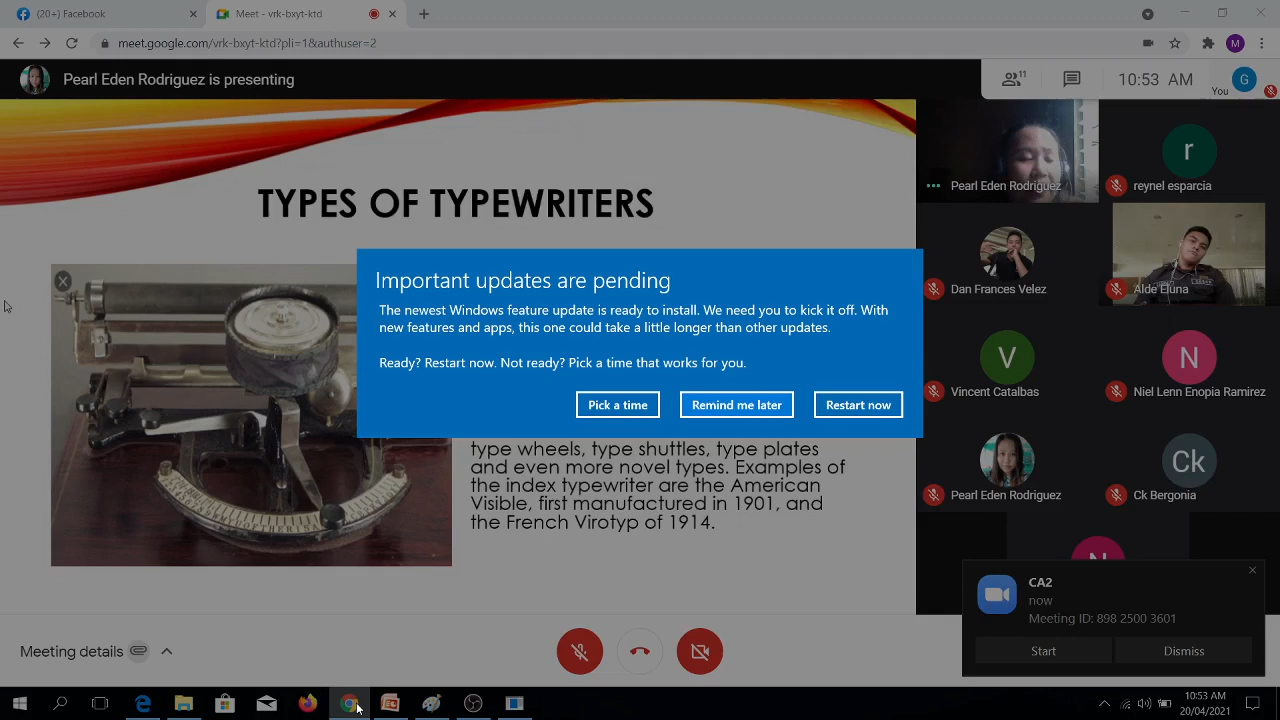 (20+) Facebook
Meet - vrk-bxyt-ktd
meet.google.com/vrk-bxyt-ktd?pli=1&authuser=2
M
Pearl Eden Rodriguez is presenting
11
10:53 AM
You
G
TYPES OF TYPEWRITERS
type wheels, type shuttles, type plates
and even more novel types. Examples of
the index typewriter are the American
Visible, first manufactured in 1901, and
the French Virotyp of 1914.
Important updates are pending
The newest Windows feature update is ready to install. We need you to kick it off. With
new features and apps, this one could take a little longer than other updates.
Ready? Restart now. Not ready? Pick a time that works for you.
Pick a time
Remind me later
Restart now
Pearl Eden Rodriguez
r
reynel esparcia
Dan Frances Velez
Alde Eluna
V
Vincent Catalbas
N
Niel Lenn Enopia Ramirez
Pearl Eden Rodriguez
Ck
Ck Bergonia
N
CA2
now
Meeting ID: 898 2500 3601
Start
Dismiss
Meeting details
10:53 AM
20/04/2021